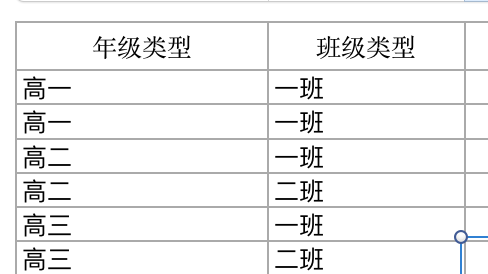 年级类型 班级类型
高一 一班
高一 一班
高二 一班
高二 二班
高三 一班
高三 二班